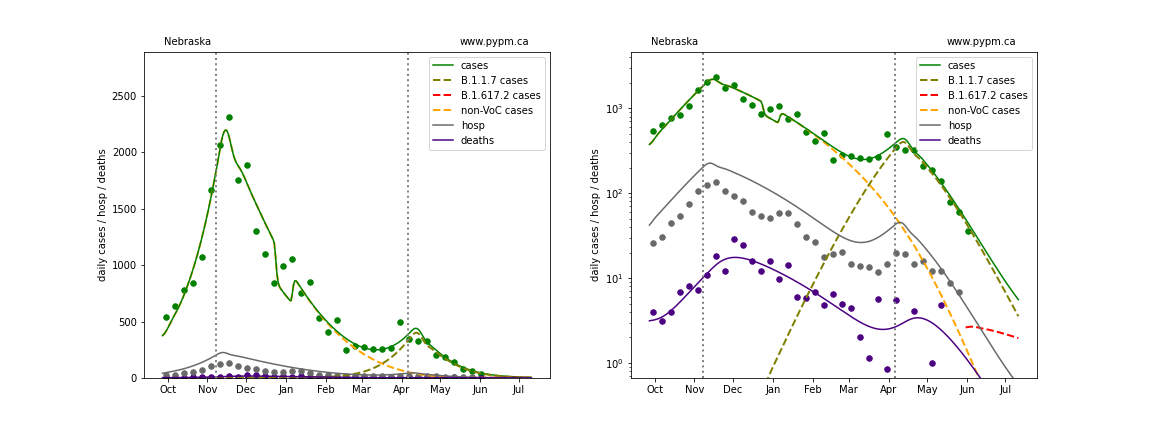 Nebraska
www.pypm.ca
daily cases / hosp / deaths
2500
2000
1500
1000
500
0
Oct
Nov
Dec
Jan
Feb
Mar
Apr
May
Jun
Jul
cases
B.1.1.7 cases
B.1.617.2 cases
non-VoC cases
hosp
deaths
Nebraska
www.pypm.ca
daily cases / hosp / deaths
10³
10²
10¹
10⁰
Oct
Nov
Dec
Jan
Feb
Mar
Apr
May
Jun
Jul
cases
B.1.1.7 cases
B.1.617.2 cases
non-VoC cases
hosp
deaths